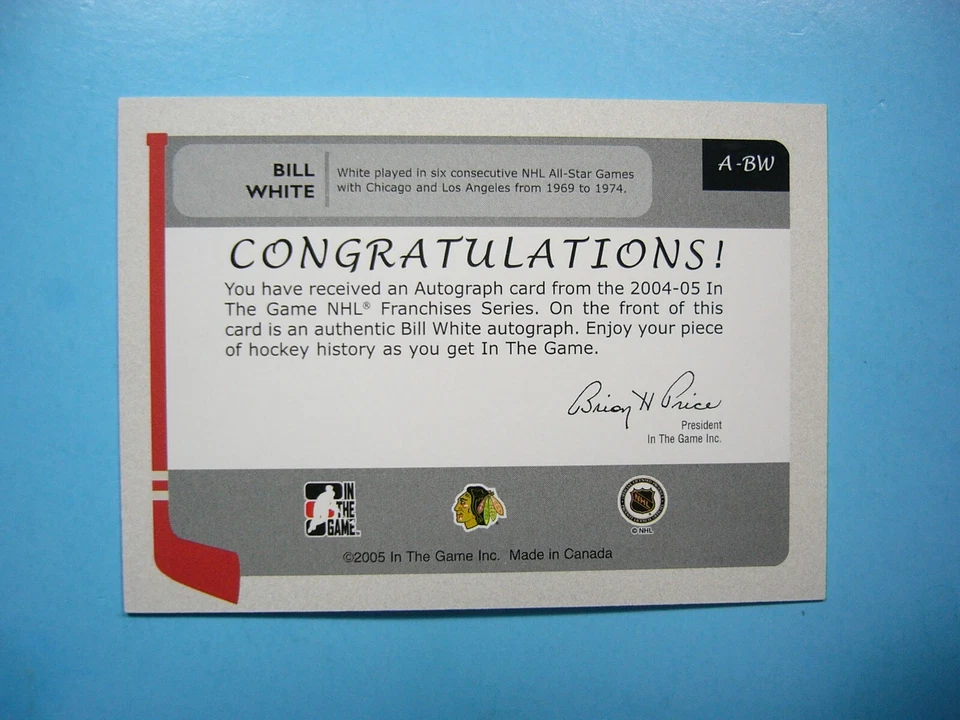 BILL
WHITE
White played in six consecutive NHL All-Star Games
with Chicago and Los Angeles from 1969 to 1974.
A-BW
CONGRATULATIONS!
You have received an Autograph card from the 2004-05 In
The Game NHL® Franchises Series. On the front of this
card is an authentic Bill White autograph. Enjoy your piece
of hockey history as you get In The Game.
Brian H Price
President
In The Game Inc.
IN
THE
GAME
NHL
© NHL
©2005 In The Game Inc. Made in Canada